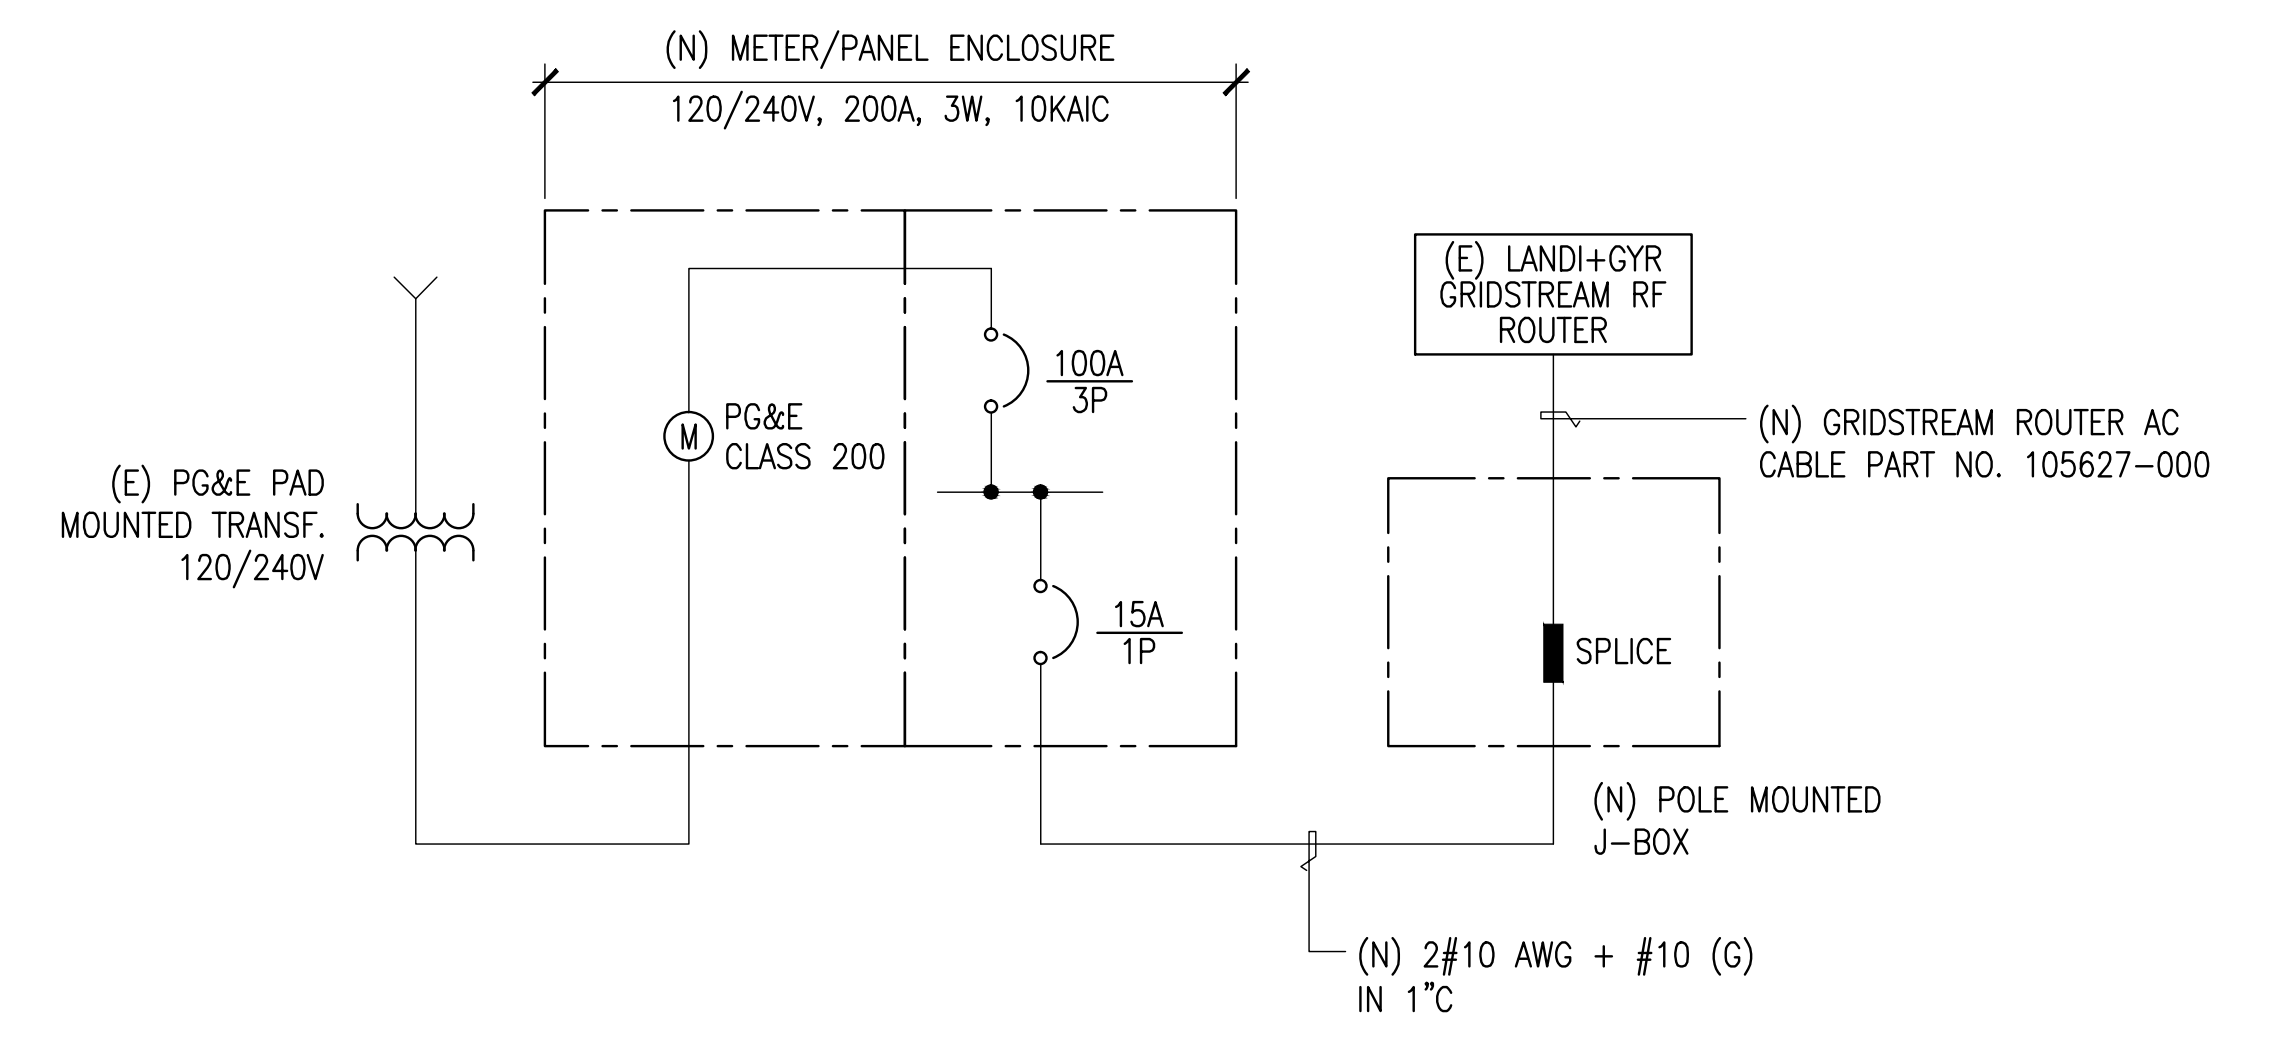 (N) METER/PANEL ENCLOSURE
120/240V, 200A, 3W, 10KAIC
(E) LANDI+GYR
GRIDSTREAM RF
ROUTER
100A
3P
PG&E
CLASS 200
M
(N) GRIDSTREAM ROUTER AC
CABLE PART NO. 105627-000
(E) PG&E PAD
MOUNTED TRANSF.
120/240V
15A
1P
SPLICE
(N) POLE MOUNTED
J-BOX
(N) 2#10 AWG + #10 (G)
IN 1"C